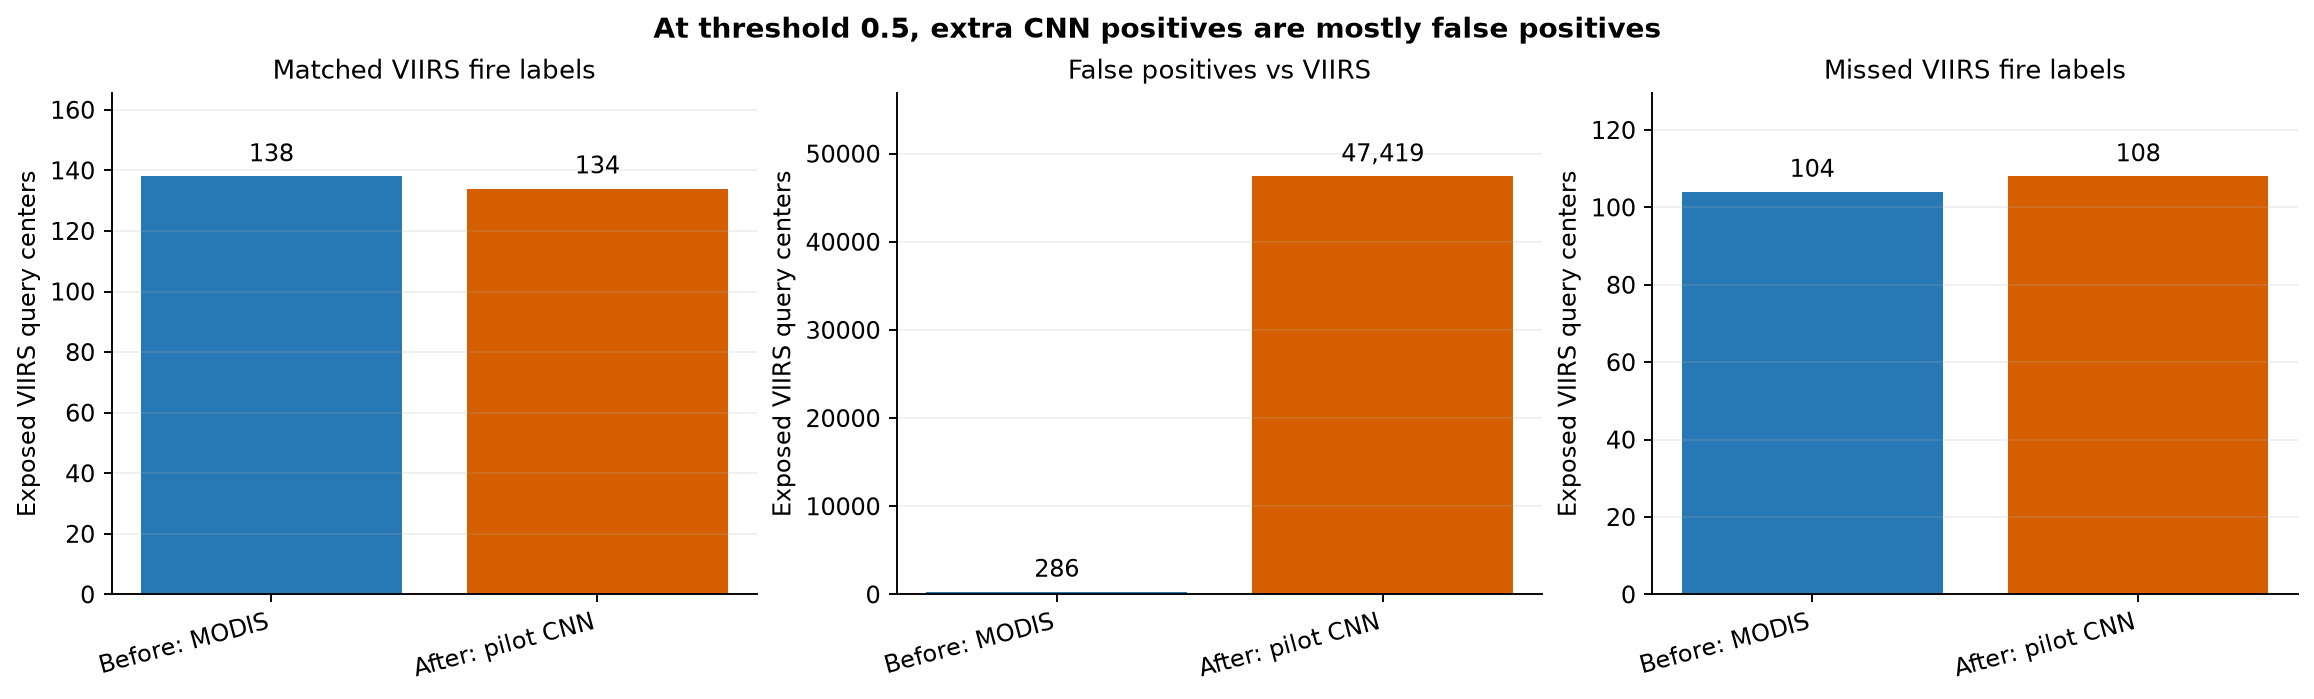 At threshold 0.5, extra CNN positives are mostly false positives
Matched VIIRS fire labels
Exposed VIIRS query centers
160
140
120
100
80
60
40
20
0
138
134
Before: MODIS
After: pilot CNN
False positives vs VIIRS
Exposed VIIRS query centers
50000
40000
30000
20000
10000
0
286
47,419
Before: MODIS
After: pilot CNN
Missed VIIRS fire labels
Exposed VIIRS query centers
120
100
80
60
40
20
0
104
108
Before: MODIS
After: pilot CNN